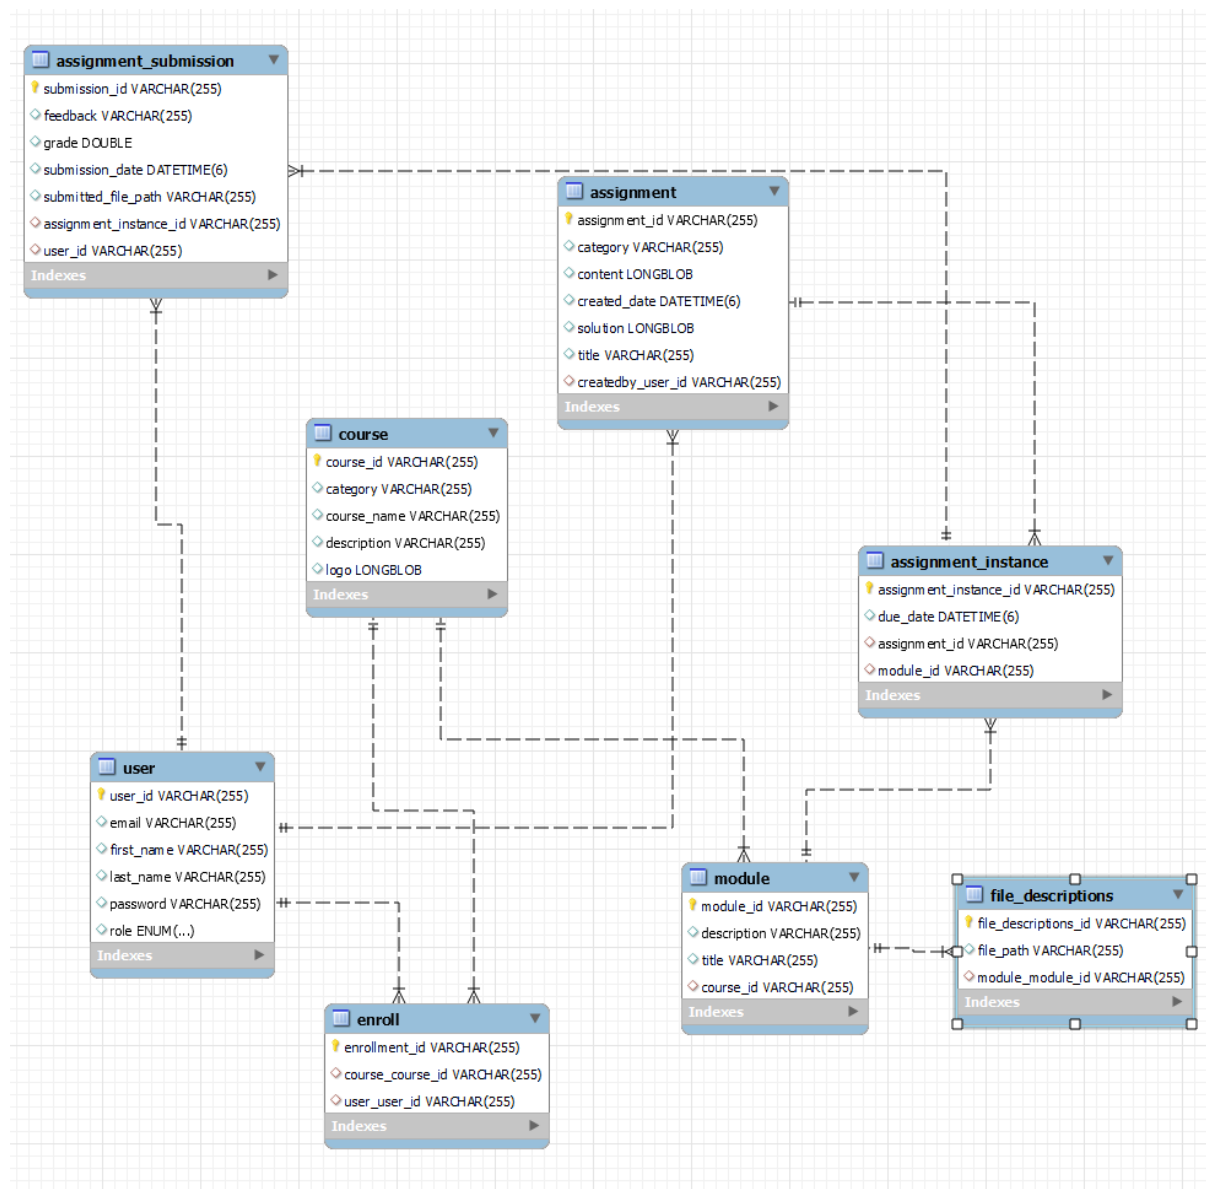 assignment_submission
submission_id VARCHAR(255)
feedback VARCHAR(255)
grade DOUBLE
submission_date DATETIME(6)
submitted_file_path VARCHAR(255)
assignment_instance_id VARCHAR(255)
user_id VARCHAR(255)
Indexes
assignment
assignment_id VARCHAR(255)
category VARCHAR(255)
content LONGBLOB
created_date DATETIME(6)
solution LONGBLOB
title VARCHAR(255)
createdby_user_id VARCHAR(255)
Indexes
course
course_id VARCHAR(255)
category VARCHAR(255)
course_name VARCHAR(255)
description VARCHAR(255)
logo LONGBLOB
Indexes
assignment_instance
assignment_instance_id VARCHAR(255)
due_date DATETIME(6)
assignment_id VARCHAR(255)
module_id VARCHAR(255)
Indexes
user
user_id VARCHAR(255)
email VARCHAR(255)
first_name VARCHAR(255)
last_name VARCHAR(255)
password VARCHAR(255)
role ENUM(...)
Indexes
module
module_id VARCHAR(255)
description VARCHAR(255)
title VARCHAR(255)
course_id VARCHAR(255)
Indexes
file_descriptions
file_descriptions_id VARCHAR(255)
file_path VARCHAR(255)
module_module_id VARCHAR(255)
Indexes
enroll
enrollment_id VARCHAR(255)
course_course_id VARCHAR(255)
user_user_id VARCHAR(255)
Indexes